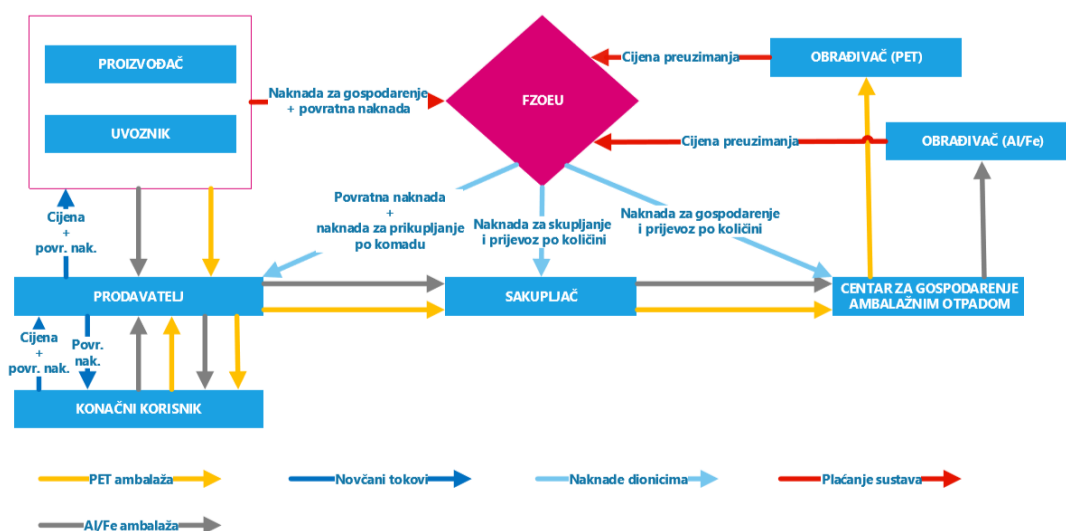 PROIZVOĐAČ
UVOZNIK
Naknada za gospodarenje
+ povratna naknada
FZOEU
Cijena preuzimanja
OBRAĐIVAČ (PET)
Cijena preuzimanja
OBRAĐIVAČ (Al/Fe)
Cijena
+
povr. nak.
Povratna naknada
+
naknada za prikupljanje
po komadu
Naknada za skupljanje
i prijevoz po količini
Naknada za gospodarenje
i prijevoz po količini
PRODAVATELJ
SAKUPLJAČ
CENTAR ZA GOSPODARENJE
AMBALAŽNIM OTPADOM
Cijena
+
povr. nak.
Povr.
nak.
KONAČNI KORISNIK
PET ambalaža
Novčani tokovi
Naknade dionicima
Plaćanje sustava
Al/Fe ambalaža